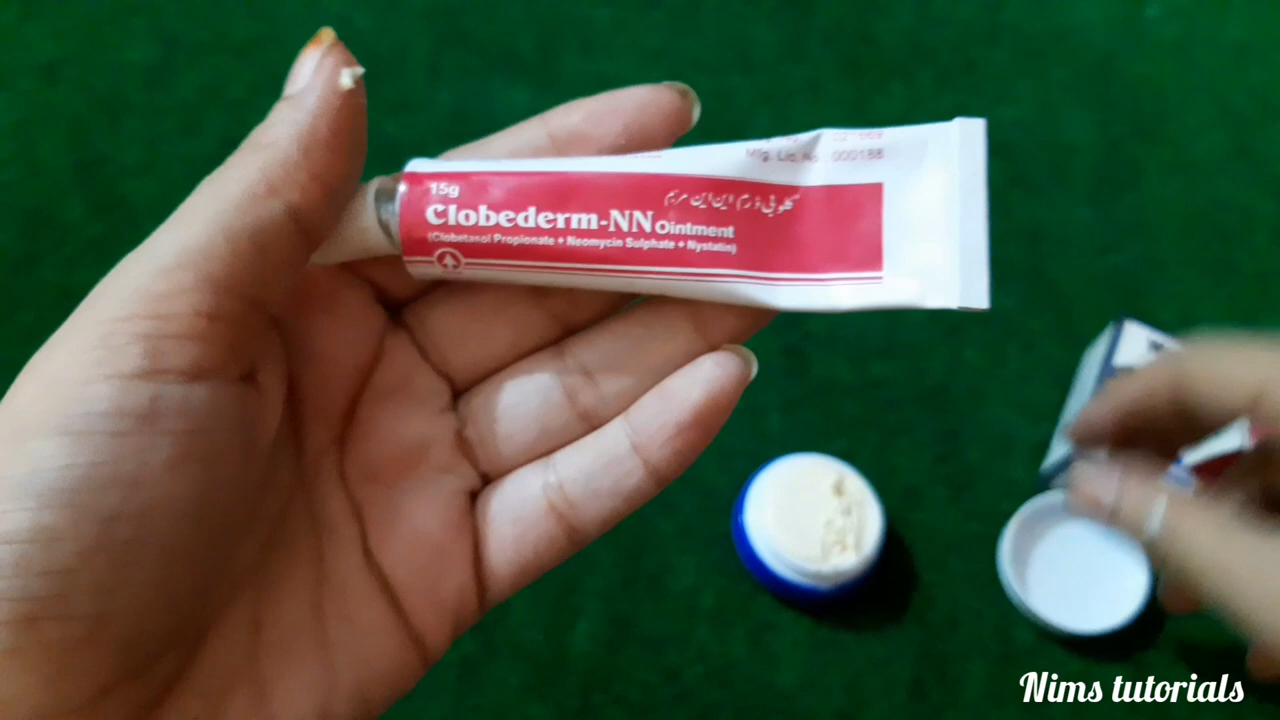 021669
Mfg. Lic. No. 000188
15g
کلوبی ڈرم این این مرہم
Clobederm-NN Ointment
(Clobetasol Propionate + Neomycin Sulphate + Nystatin)
Nims tutorials